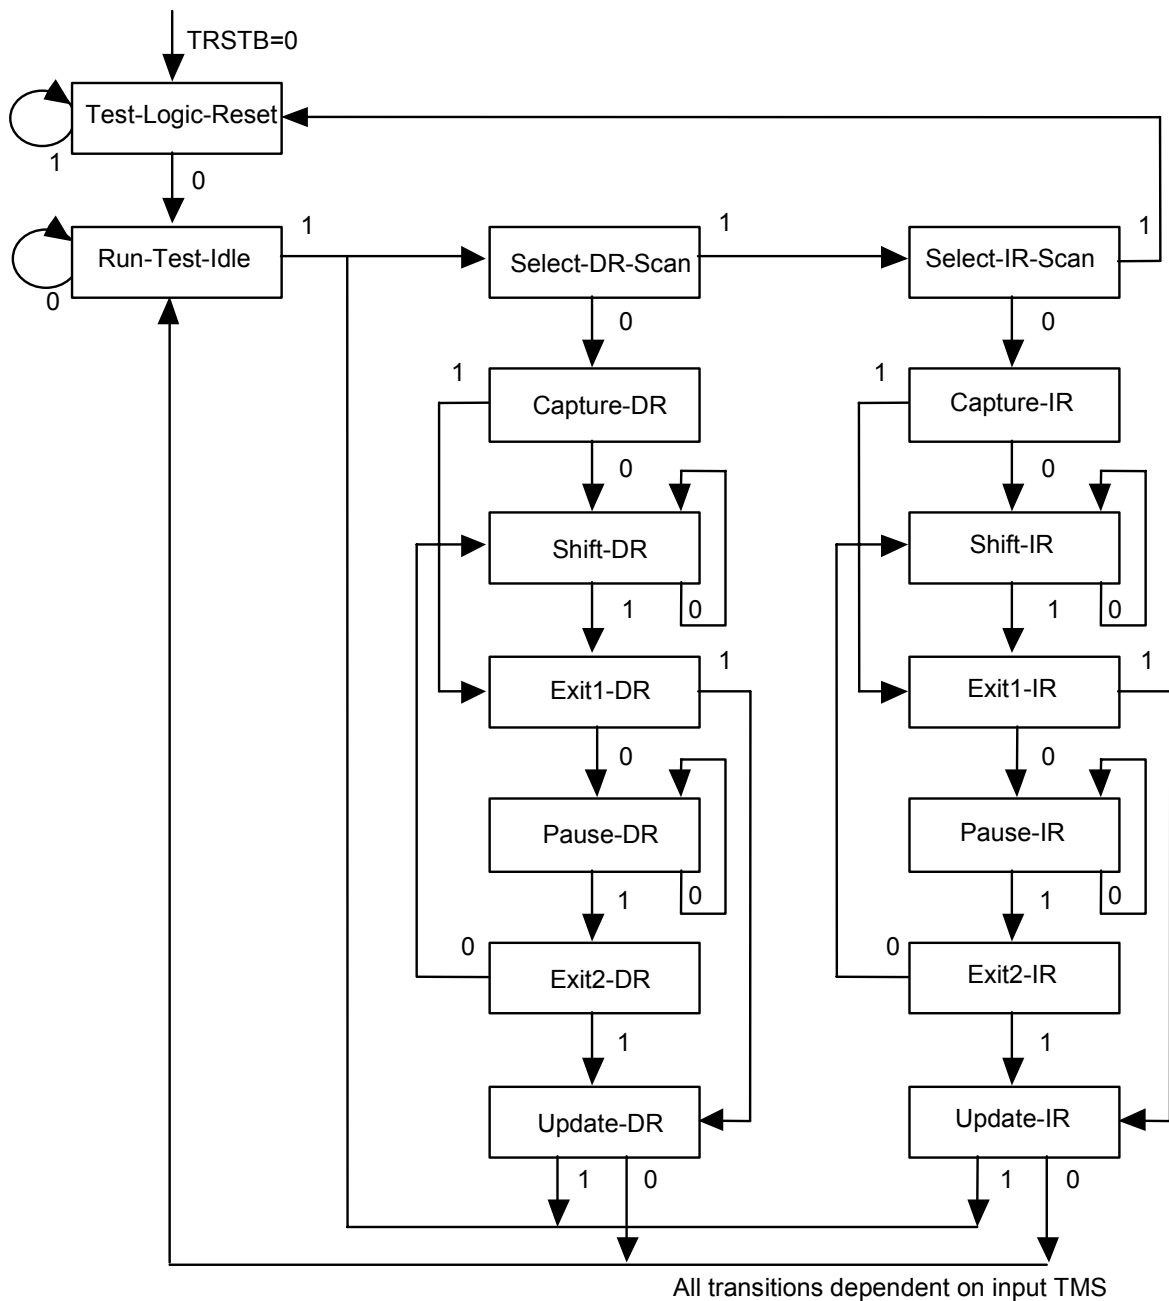 TRSTB=0
Test-Logic-Reset
1
0
Run-Test-Idle
0
1
Select-DR-Scan
1
Select-IR-Scan
1
0
0
1
Capture-DR
1
Capture-IR
0
0
Shift-DR
Shift-IR
1
0
1
0
Exit1-DR
1
Exit1-IR
1
0
0
Pause-DR
Pause-IR
1
0
1
0
0
Exit2-DR
0
Exit2-IR
1
1
Update-DR
Update-IR
1
0
1
0
All transitions dependent on input TMS